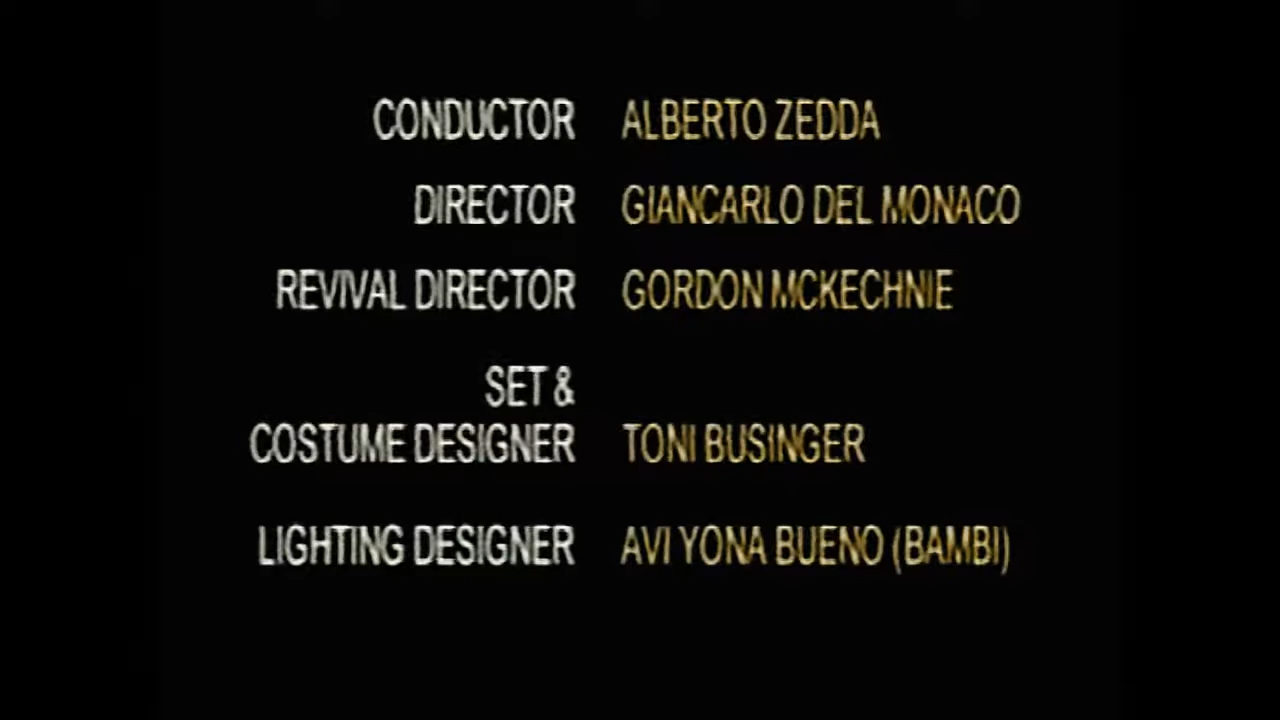 CONDUCTOR ALBERTO ZEDDA
DIRECTOR GIANCARLO DEL MONACO
REVIVAL DIRECTOR GORDON MCKECHNIE
SET &
COSTUME DESIGNER TONI BUSINGER
LIGHTING DESIGNER AVI YONA BUENO (BAMBI)